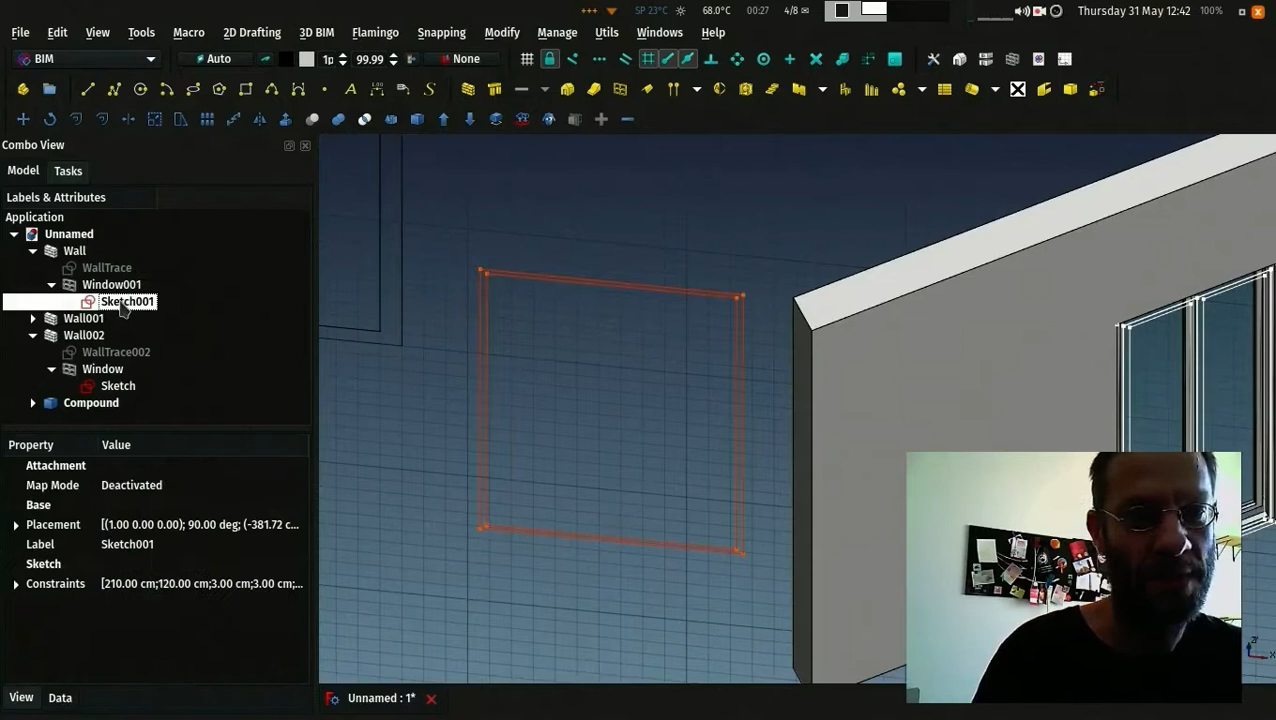 SP 23°C 68.0°C 00:27 4/8 Thursday 31 May 12:42 100%
File Edit View Tools Macro 2D Drafting 3D BIM Flamingo Snapping Modify Manage Utils Windows Help
BIM Auto 1p 99.99 None
Combo View
Model Tasks
Labels & Attributes
Application
Unnamed
Wall
WallTrace
Window001
Sketch001
Wall001
Wall002
WallTrace002
Window
Sketch
Compound
Property Value
Attachment
Map Mode Deactivated
Base
Placement [(1.00 0.00 0.00); 90.00 deg; (-381.72 c...
Label Sketch001
Sketch
Constraints [210.00 cm;120.00 cm;3.00 cm;3.00 cm;...
View Data
Unnamed : 1*
Z
X